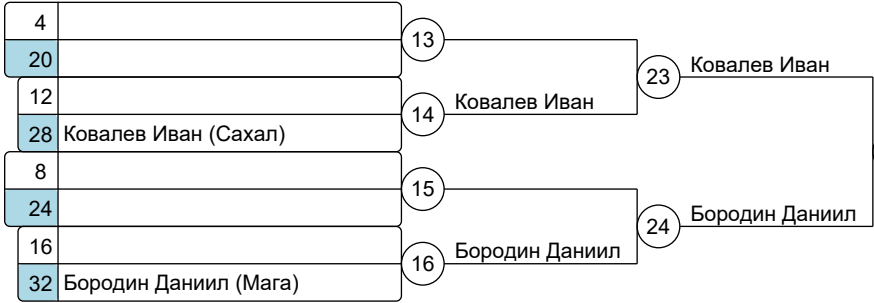 4
20
13
12
28 Ковалев Иван (Сахал)
14
Ковалев Иван
23
Ковалев Иван
8
24
15
16
32 Бородин Даниил (Мага)
16
Бородин Даниил
24
Бородин Даниил